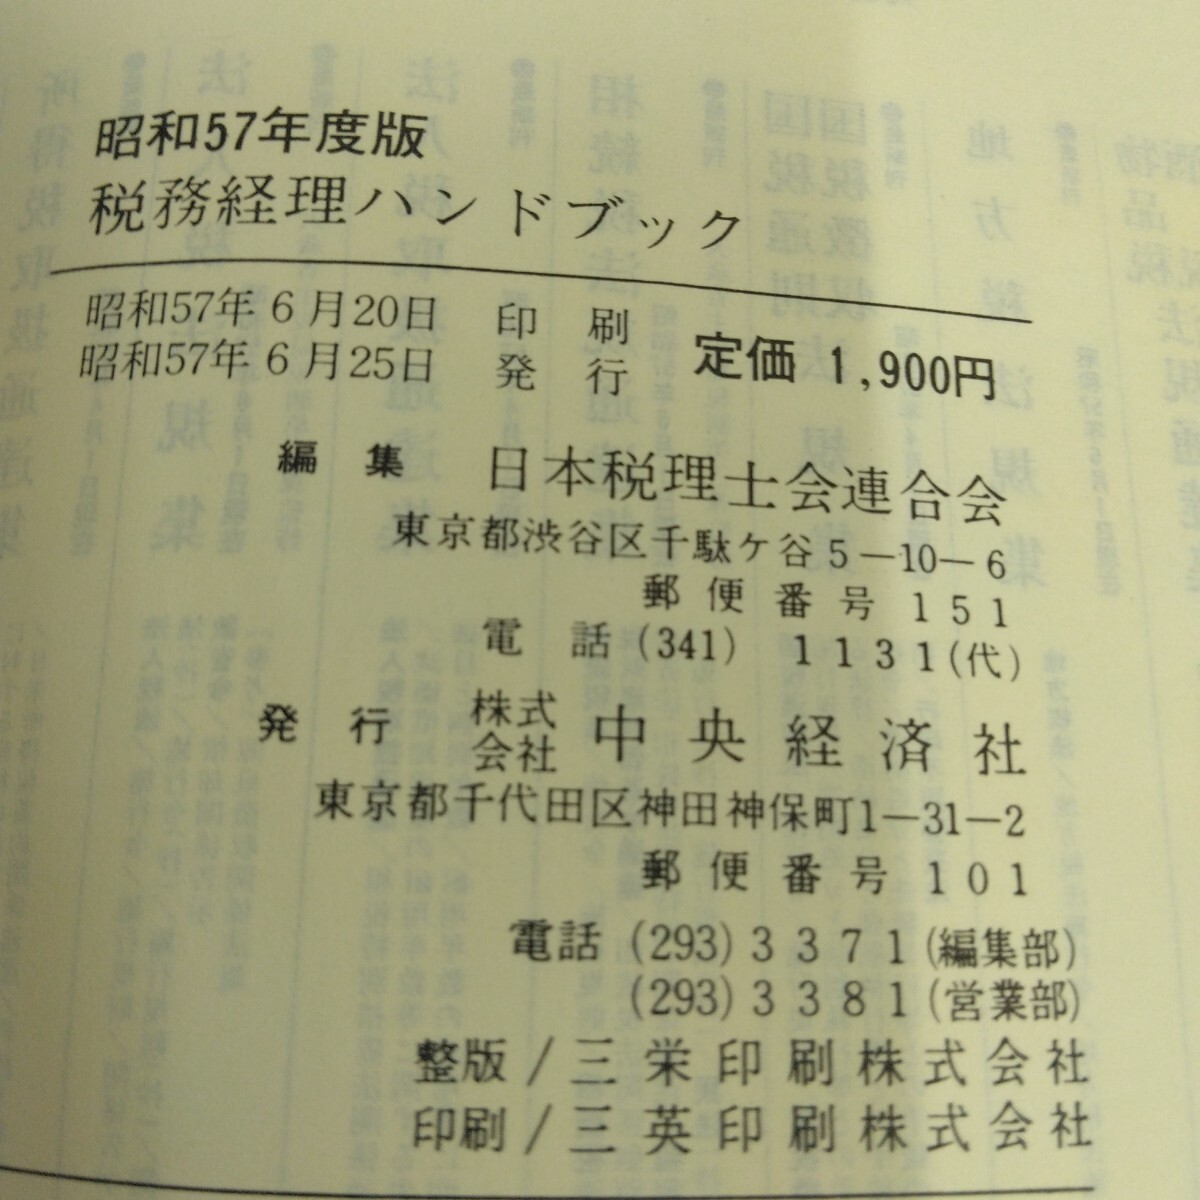 昭和57年度版
税務経理ハンドブック
昭和57年6月20日 印刷
昭和57年6月25日 発行
定価 1,900円
編集 日本税理士会連合会
東京都渋谷区千駄ケ谷5―10―6
郵便番号 151
電話(341) 1131(代)
発行 株式会社 中央経済社
東京都千代田区神田神保町1―31―2
郵便番号 101
電話 (293)3371(編集部)
(293)3381(営業部)
整版/三栄印刷株式会社
印刷/三英印刷株式会社